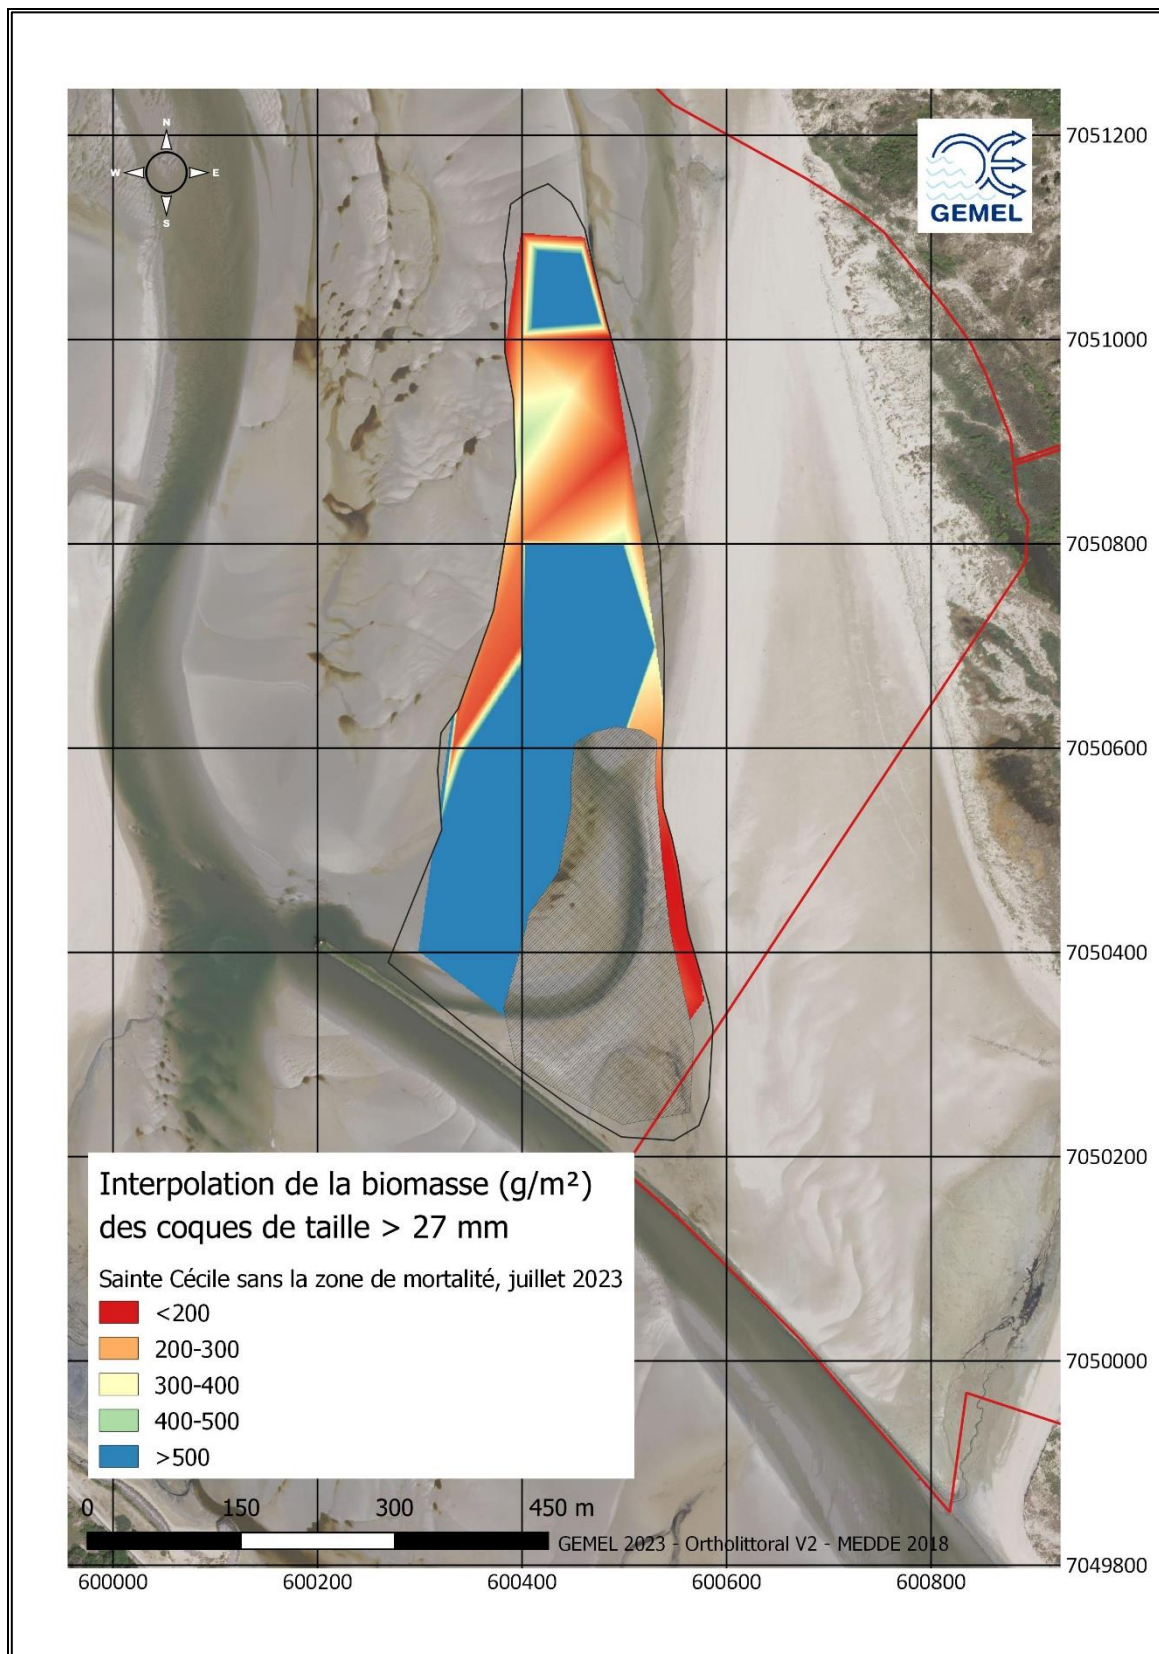 N
W
E
S
GEMEL
7051200
7051000
7050800
7050600
7050400
7050200
7050000
7049800
Interpolation de la biomasse (g/m²)
des coques de taille > 27 mm
Sainte Cécile sans la zone de mortalité, juillet 2023
<200
200-300
300-400
400-500
>500
0 150 300 450 m
GEMEL 2023 - Ortholittoral V2 - MEDDE 2018
600000 600200 600400 600600 600800